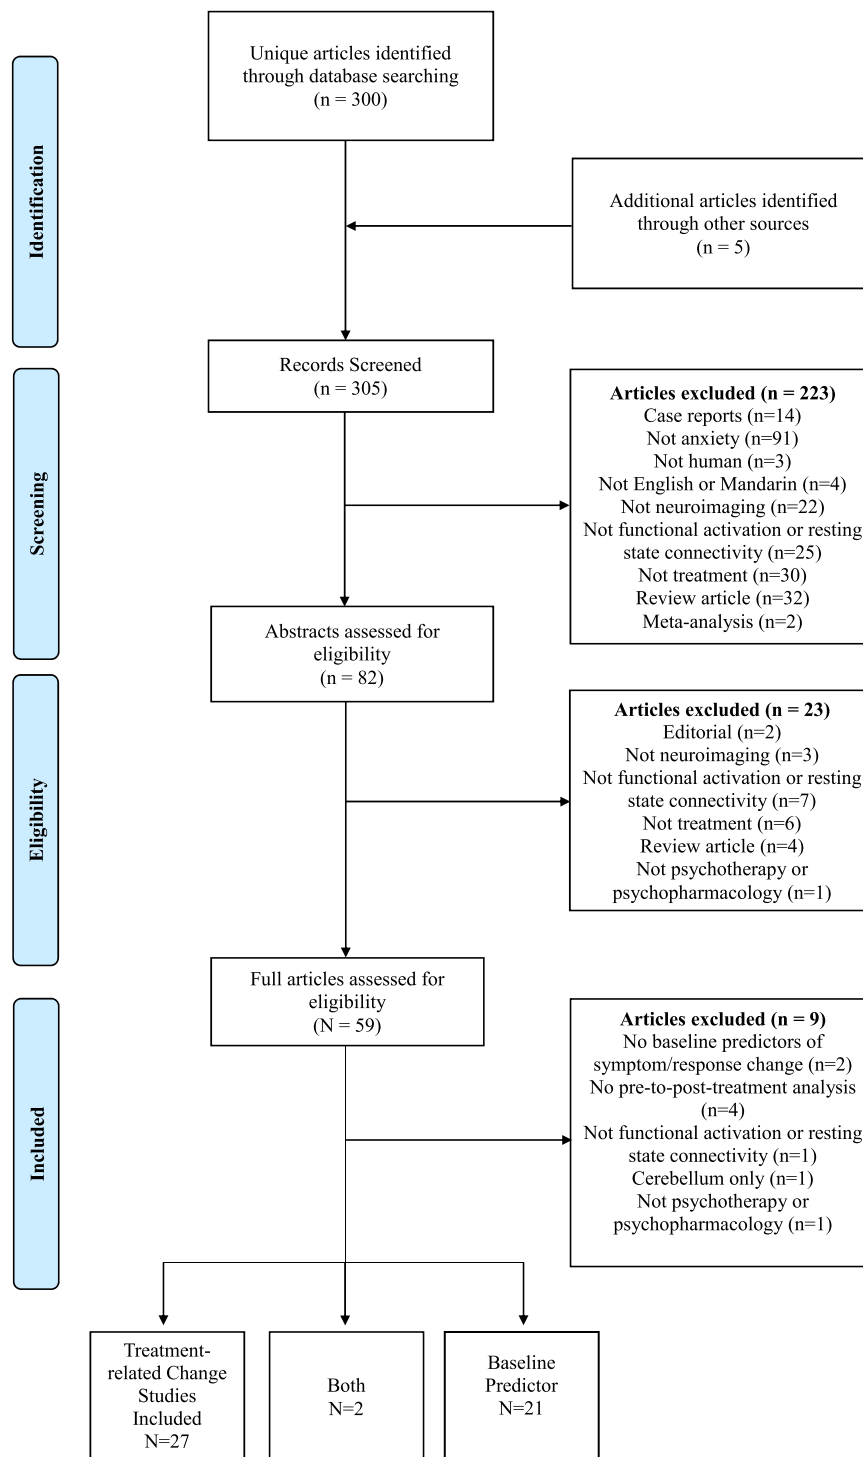 Unique articles identified
through database searching
(n = 300)
Identification
Additional articles identified
through other sources
(n = 5)
Records Screened
(n = 305)
Screening
Articles excluded (n = 223)
Case reports (n=14)
Not anxiety (n=91)
Not human (n=3)
Not English or Mandarin (n=4)
Not neuroimaging (n=22)
Not functional activation or resting
state connectivity (n=25)
Not treatment (n=30)
Review article (n=32)
Meta-analysis (n=2)
Abstracts assessed for
eligibility
(n = 82)
Eligibility
Articles excluded (n = 23)
Editorial (n=2)
Not neuroimaging (n=3)
Not functional activation or resting
state connectivity (n=7)
Not treatment (n=6)
Review article (n=4)
Not psychotherapy or
psychopharmacology (n=1)
Full articles assessed for
eligibility
(N = 59)
Included
Articles excluded (n = 9)
No baseline predictors of
symptom/response change (n=2)
No pre-to-post-treatment analysis
(n=4)
Not functional activation or resting
state connectivity (n=1)
Cerebellum only (n=1)
Not psychotherapy or
psychopharmacology (n=1)
Treatment-
related Change
Studies
Included
N=27
Both
N=2
Baseline
Predictor
N=21